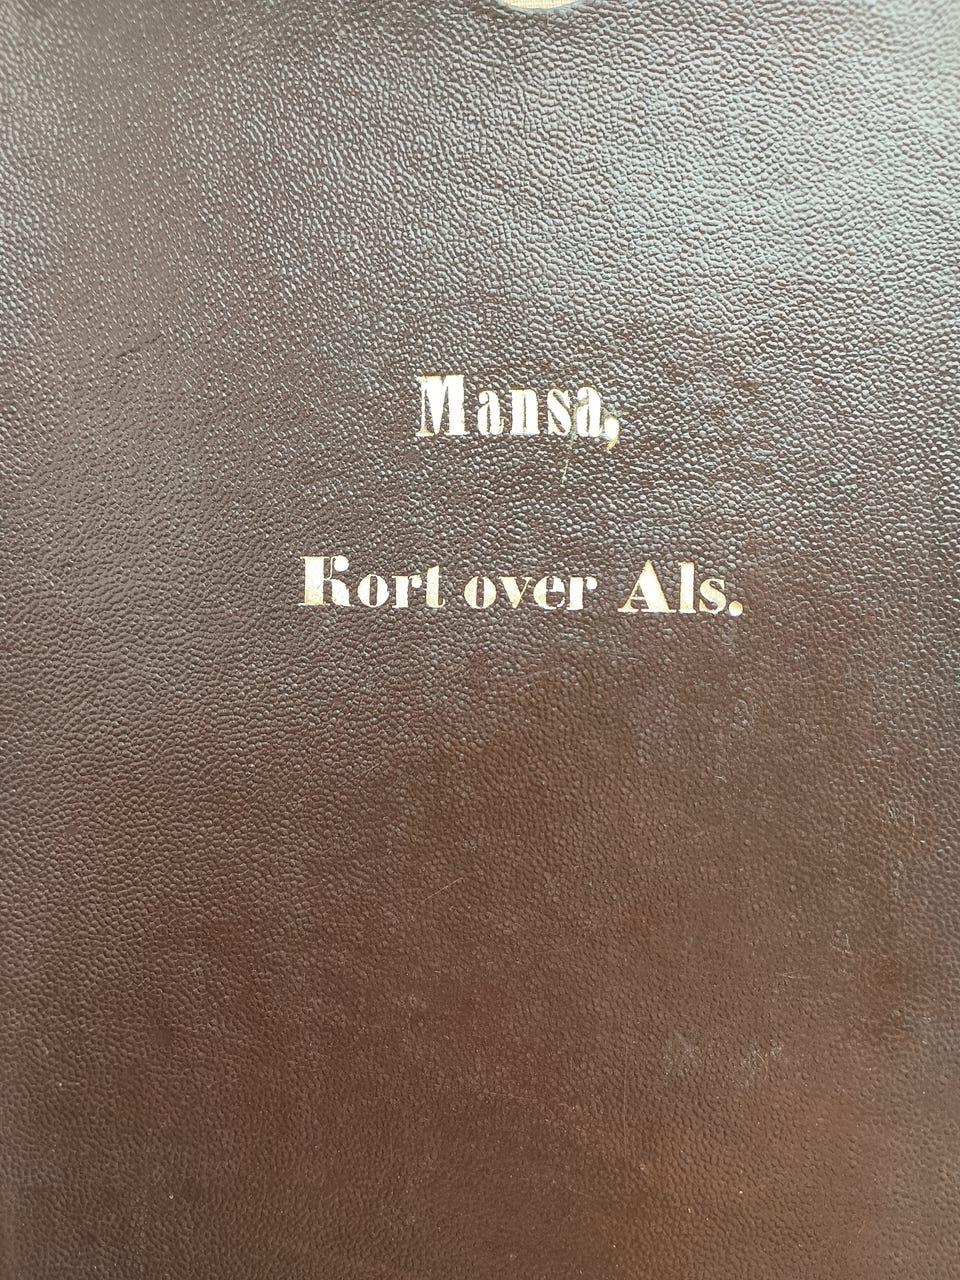 Mansa,
Kort over Als.